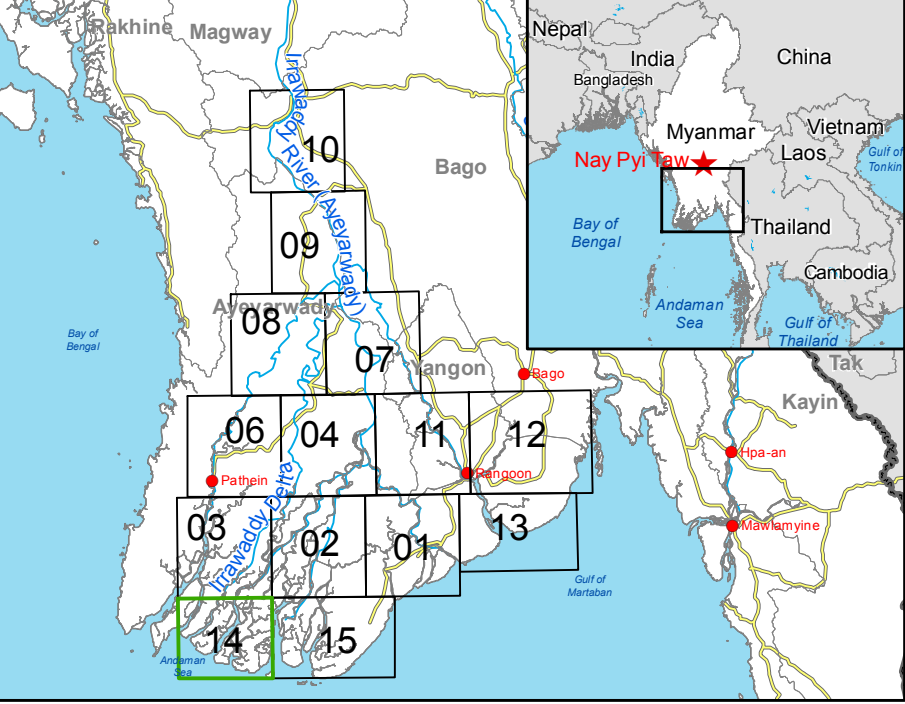 Rakhine
Magway
Irrawaddy River (Ayeyarwady)
10
Bago
09
Ayeyarwady
08
07
Yangon
Bago
Bay of
Bengal
06
04
11
12
Pathein
Rangoon
Irrawaddy Delta
03
02
01
13
14
15
Andaman
Sea
Gulf of
Martaban
Tak
Kayin
Hpa-an
Mawlamyine
Nepal
India
China
Bangladesh
Myanmar
Vietnam
Laos
Nay Pyi Taw
Gulf of
Tonkin
Bay of
Bengal
Thailand
Cambodia
Andaman
Sea
Gulf of
Thailand